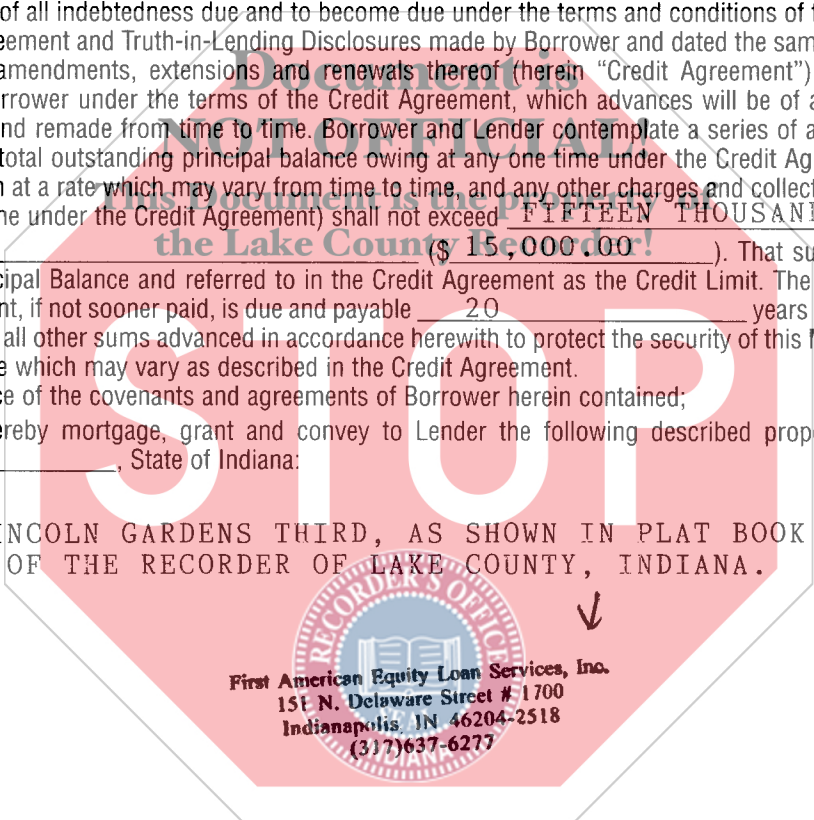 of all indebtedness due and to become due under the terms and conditions of
eement and Truth-in-Lending Disclosures made by Borrower and dated the sam
amendments, extensions and renewals thereof (herein "Credit Agreement")
Document is
rrower under the terms of the Credit Agreement, which advances will be of a
nd remade from time to time. Borrower and Lender contemplate a series of a
NOT OFFICIAL!
total outstanding principal balance owing at any one time under the Credit Ag
n at a rate which may vary from time to time, and any other charges and collect
This Document is the property of
ne under the Credit Agreement) shall not exceed FIFTEEN THOUSAND
the Lake County Recorder!
($ 15,000.00 ). That su
cipal Balance and referred to in the Credit Agreement as the Credit Limit. The
nt, if not sooner paid, is due and payable 20 years
all other sums advanced in accordance herewith to protect the security of this
e which may vary as described in the Credit Agreement.
STOP
ce of the covenants and agreements of Borrower herein contained;
ereby mortgage, grant and convey to Lender the following described prop
, State of Indiana:
INCOLN GARDENS THIRD, AS SHOWN IN PLAT BOOK
OF THE RECORDER OF LAKE COUNTY, INDIANA.
RECORDER'S OFFICE
First American Equity Loan Services, Inc.
151 N. Delaware Street # 1700
Indianapolis, IN 46204-2518
(317)637-6277
SEAL
INDIANA